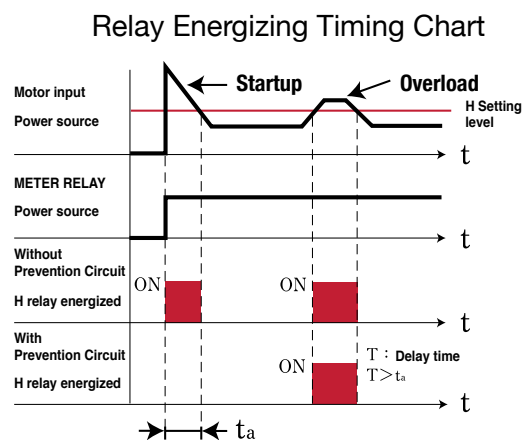 Relay Energizing Timing Chart
Startup
Overload
Motor input
Power source
H Setting
level
t
METER RELAY
Power source
t
Without
Prevention Circuit
H relay energized
ON
ON
t
With
Prevention Circuit
H relay energized
ON
T : Delay time
T>ta
t
ta